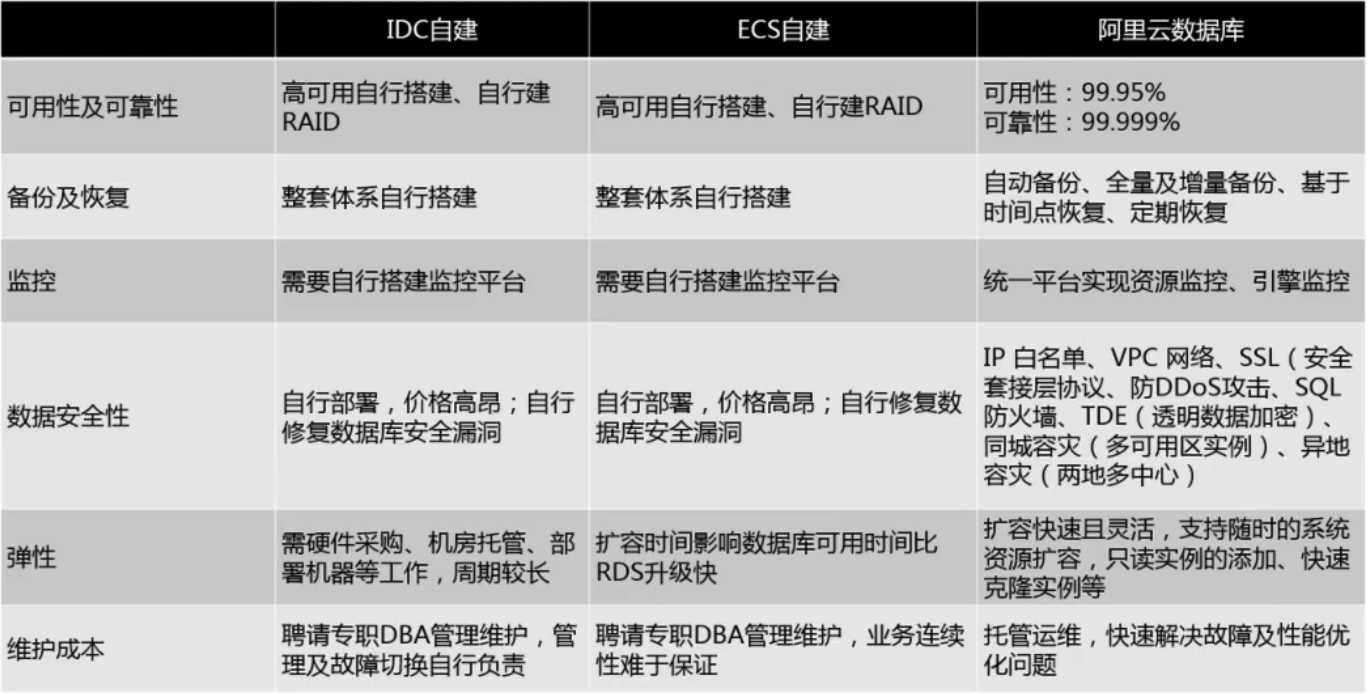 IDC自建
ECS自建
阿里云数据库
可用性及可靠性
高可用自行搭建、自行建
RAID
高可用自行搭建、自行建RAID
可用性：99.95%
可靠性：99.999%
备份及恢复
整套体系自行搭建
整套体系自行搭建
自动备份、全量及增量备份、基于
时间点恢复、定期恢复
监控
需要自行搭建监控平台
需要自行搭建监控平台
统一平台实现资源监控、引擎监控
数据安全性
自行部署，价格高昂；自行
修复数据库安全漏洞
自行部署，价格高昂；自行修复数
据库安全漏洞
IP 白名单、VPC 网络、SSL（安全
套接层协议、防DDoS攻击、SQL
防火墙、TDE（透明数据加密）、
同城容灾（多可用区实例）、异地
容灾（两地多中心）
弹性
需硬件采购、机房托管、部
署机器等工作，周期较长
扩容时间影响数据库可用时间比
RDS升级快
扩容快速且灵活，支持随时的系统
资源扩容，只读实例的添加、快速
克隆实例等
维护成本
聘请专职DBA管理维护，管
理及故障切换自行负责
聘请专职DBA管理维护，业务连续
性难于保证
托管运维，快速解决故障及性能优
化问题